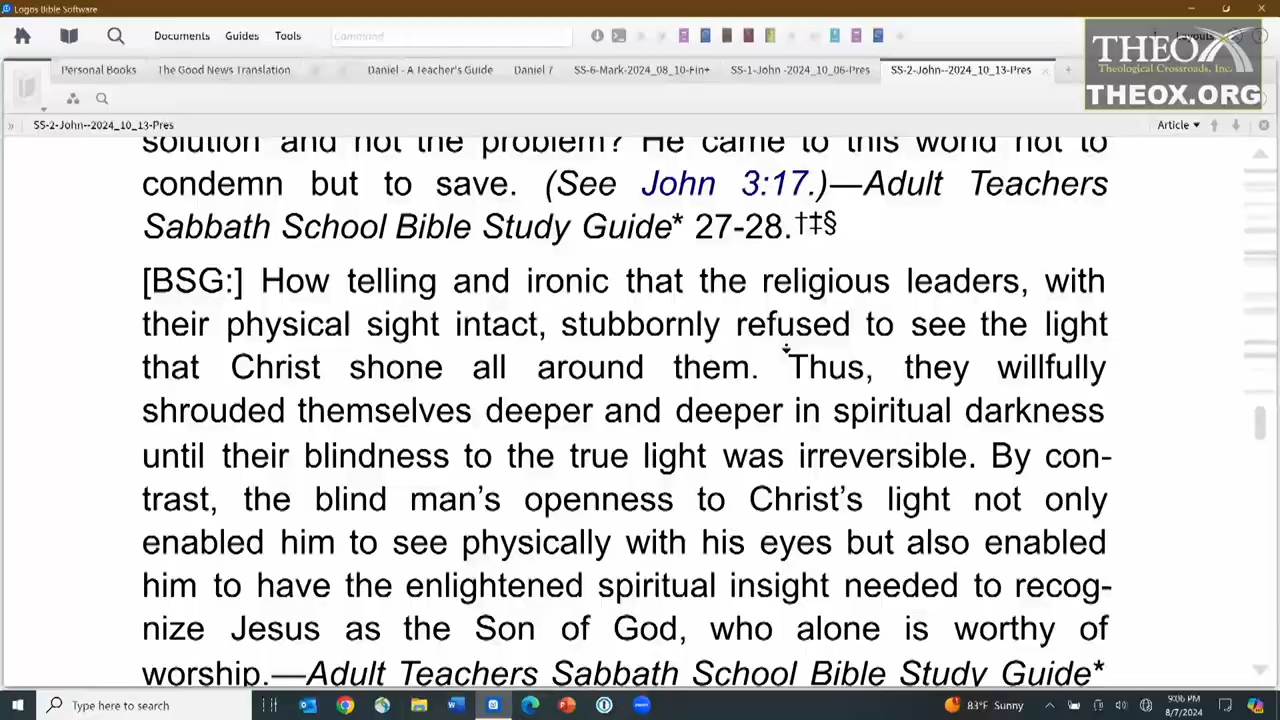 Logos Bible Software
Documents Guides Tools Command Layouts
THEOX
Theological Crossroads, Inc.
THEOX.ORG
Personal Books The Good News Translation Daniel 7 SS-6-Mark-2024_08_10-Fin+ SS-1-John -2024_10_06-Pres SS-2-John--2024_10_13-Pres
» SS-2-John--2024_10_13-Pres Article
solution and not the problem? He came to this world not to
condemn but to save. (See John 3:17.)—Adult Teachers
Sabbath School Bible Study Guide* 27-28.†‡§
[BSG:] How telling and ironic that the religious leaders, with
their physical sight intact, stubbornly refused to see the light
that Christ shone all around them. Thus, they willfully
shrouded themselves deeper and deeper in spiritual darkness
until their blindness to the true light was irreversible. By con-
trast, the blind man’s openness to Christ’s light not only
enabled him to see physically with his eyes but also enabled
him to have the enlightened spiritual insight needed to recog-
nize Jesus as the Son of God, who alone is worthy of
worship.—Adult Teachers Sabbath School Bible Study Guide*
Type here to search 83°F Sunny 9:06 PM
8/7/2024